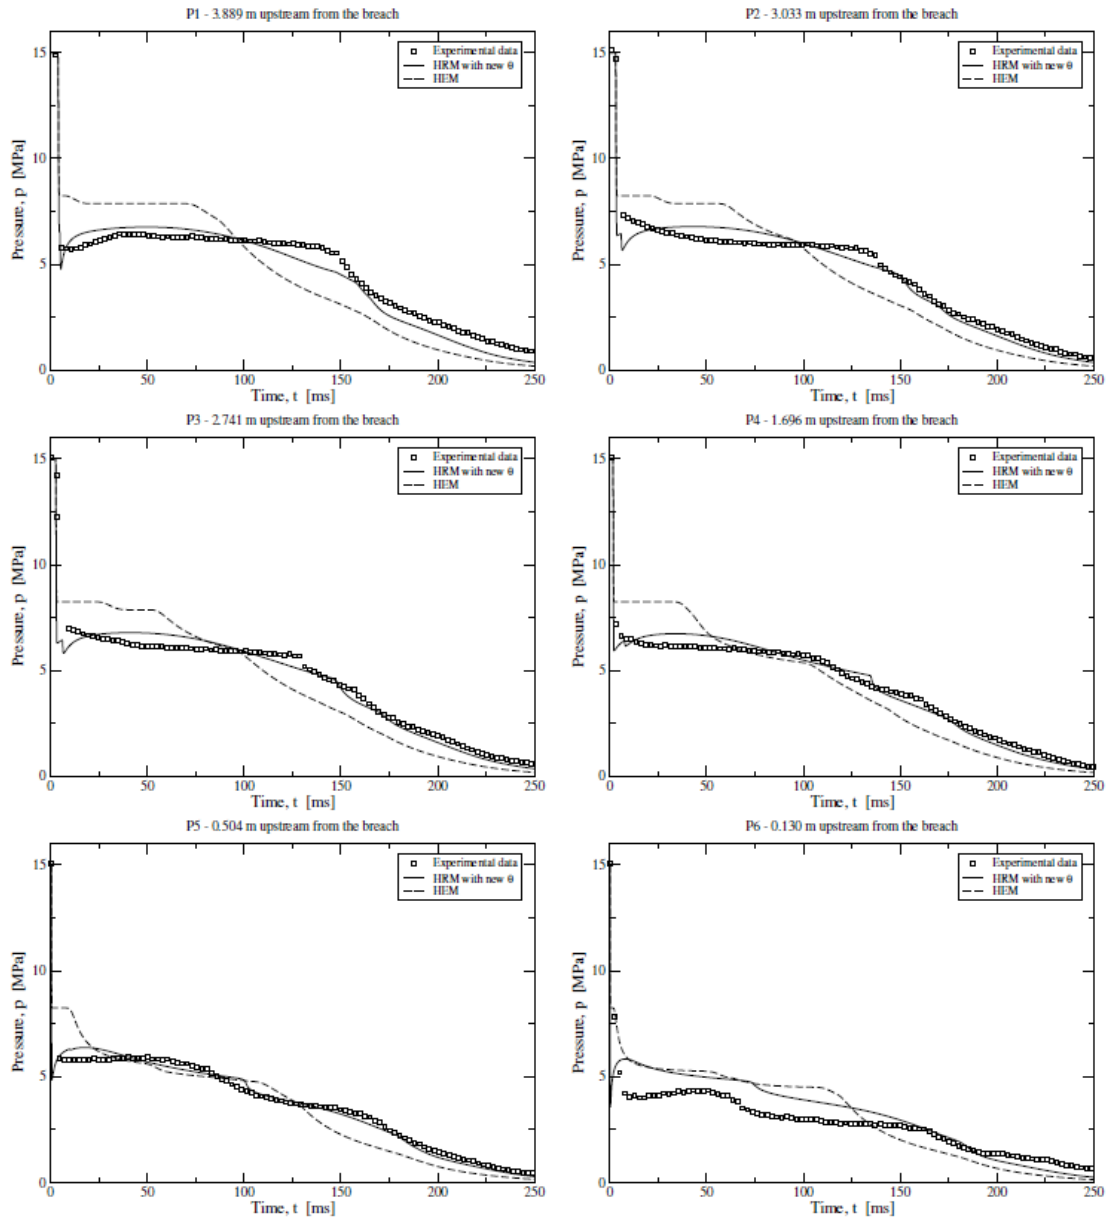 P1 - 3.889 m upstream from the breach
15
10
5
0
Pressure, p [MPa]
Experimental data
HRM with new θ
HEM
0 50 100 150 200 250
Time, t [ms]
P2 - 3.033 m upstream from the breach
15
10
5
0
Pressure, p [MPa]
Experimental data
HRM with new θ
HEM
0 50 100 150 200 250
Time, t [ms]
P3 - 2.741 m upstream from the breach
15
10
5
0
Pressure, p [MPa]
Experimental data
HRM with new θ
HEM
0 50 100 150 200 250
Time, t [ms]
P4 - 1.696 m upstream from the breach
15
10
5
0
Pressure, p [MPa]
Experimental data
HRM with new θ
HEM
0 50 100 150 200 250
Time, t [ms]
P5 - 0.504 m upstream from the breach
15
10
5
0
Pressure, p [MPa]
Experimental data
HRM with new θ
HEM
0 50 100 150 200 250
Time, t [ms]
P6 - 0.130 m upstream from the breach
15
10
5
0
Pressure, p [MPa]
Experimental data
HRM with new θ
HEM
0 50 100 150 200 250
Time, t [ms]